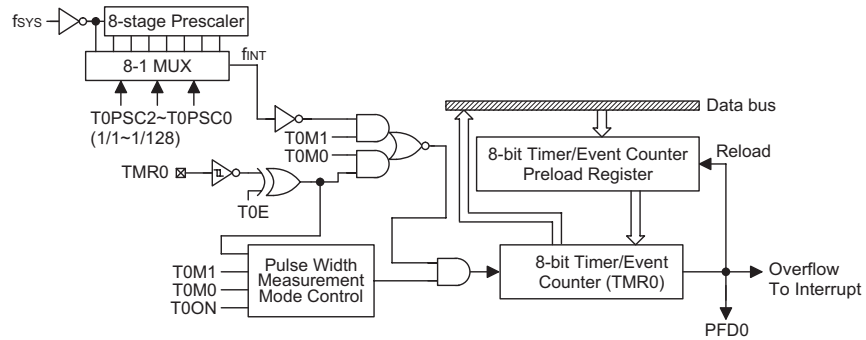 fSYS
8-stage Prescaler
8-1 MUX
fINT
T0PSC2~T0PSC0
(1/1~1/128)
T0M1
T0M0
TMR0
T0E
Data bus
8-bit Timer/Event Counter
Preload Register
Reload
T0M1
T0M0
T0ON
Pulse Width
Measurement
Mode Control
8-bit Timer/Event
Counter (TMR0)
Overflow
To Interrupt
PFD0